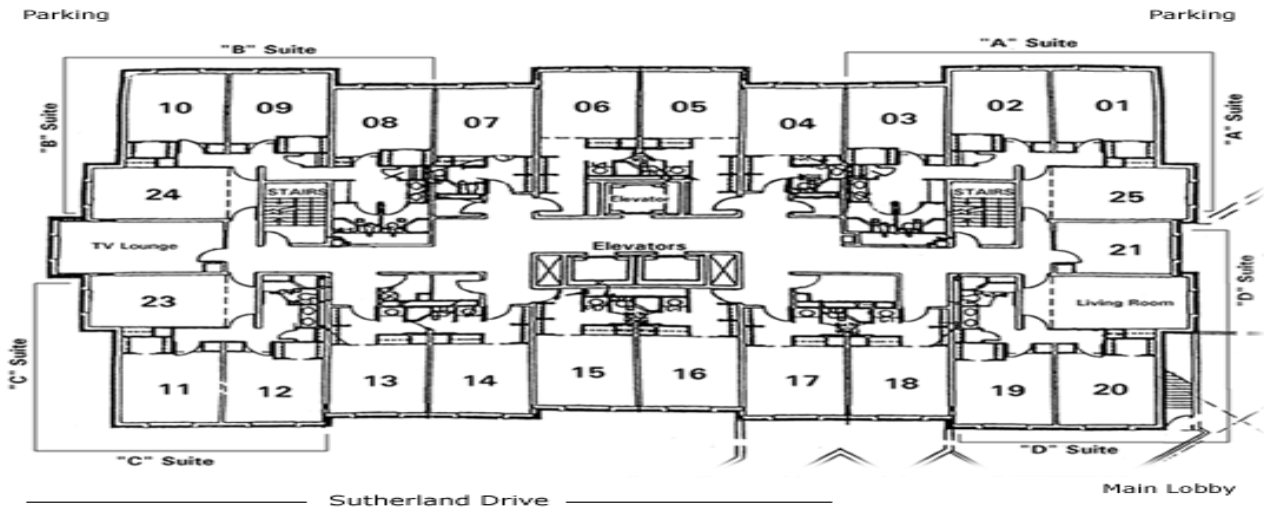 Parking
Parking
"B" Suite
"A" Suite
"B" Suite
"A" Suite
10
09
08
07
06
05
04
03
02
01
24
STAIRS
Elevator
STAIRS
25
TV Lounge
Elevators
21
23
Living Room
"C" Suite
"D" Suite
11
12
13
14
15
16
17
18
19
20
"C" Suite
"D" Suite
Sutherland Drive
Main Lobby